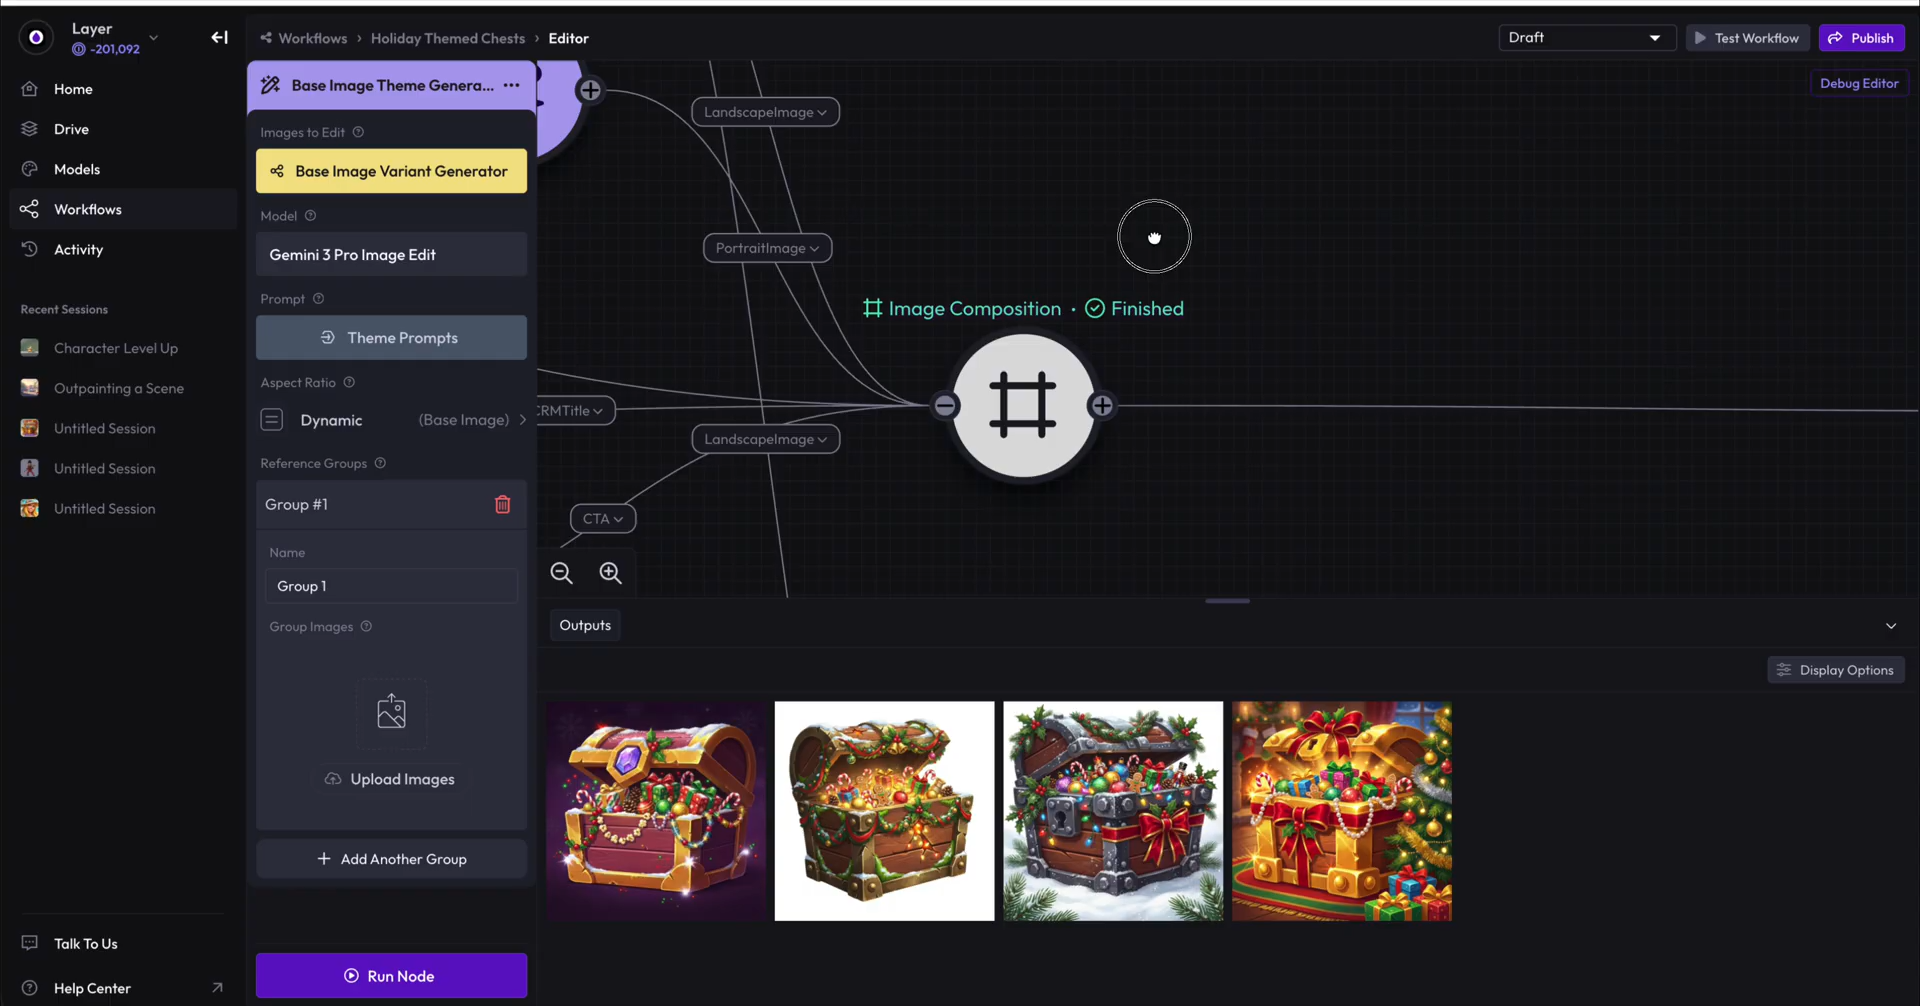 Layer
-201,092
Home
Drive
Models
Workflows
Activity
Recent Sessions
Character Level Up
Outpainting a Scene
Untitled Session
Untitled Session
Untitled Session
Talk To Us
Help Center
Workflows › Holiday Themed Chests › Editor
Draft
Test Workflow
Publish
Debug Editor
Base Image Theme Genera...
Images to Edit
Base Image Variant Generator
Model
Gemini 3 Pro Image Edit
Prompt
Theme Prompts
Aspect Ratio
Dynamic (Base Image)
Reference Groups
Group #1
Name
Group 1
Group Images
Upload Images
Add Another Group
Run Node
LandscapeImage
PortraitImage
Image Composition · Finished
CRMTitle
LandscapeImage
CTA
Outputs
Display Options